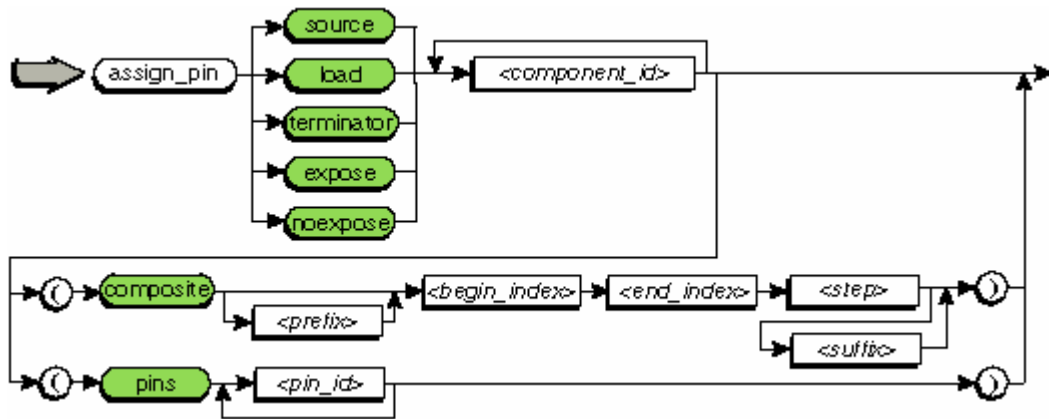 source
assign_pin load <component_id>
terminator
expose
noexpose
( composite <begin_index> <end_index> <step> )
<prefix> <suffix>
( pins <pin_id> )